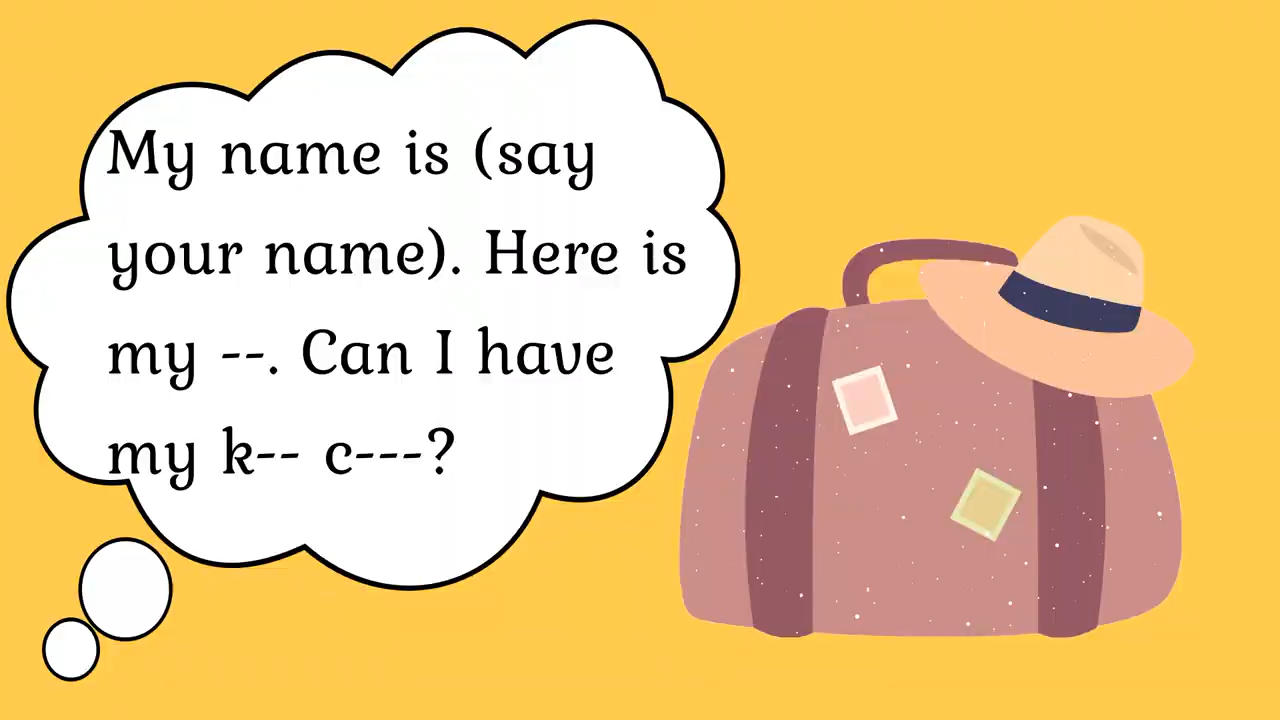 My name is (say
your name). Here is
my --. Can I have
my k-- c---?